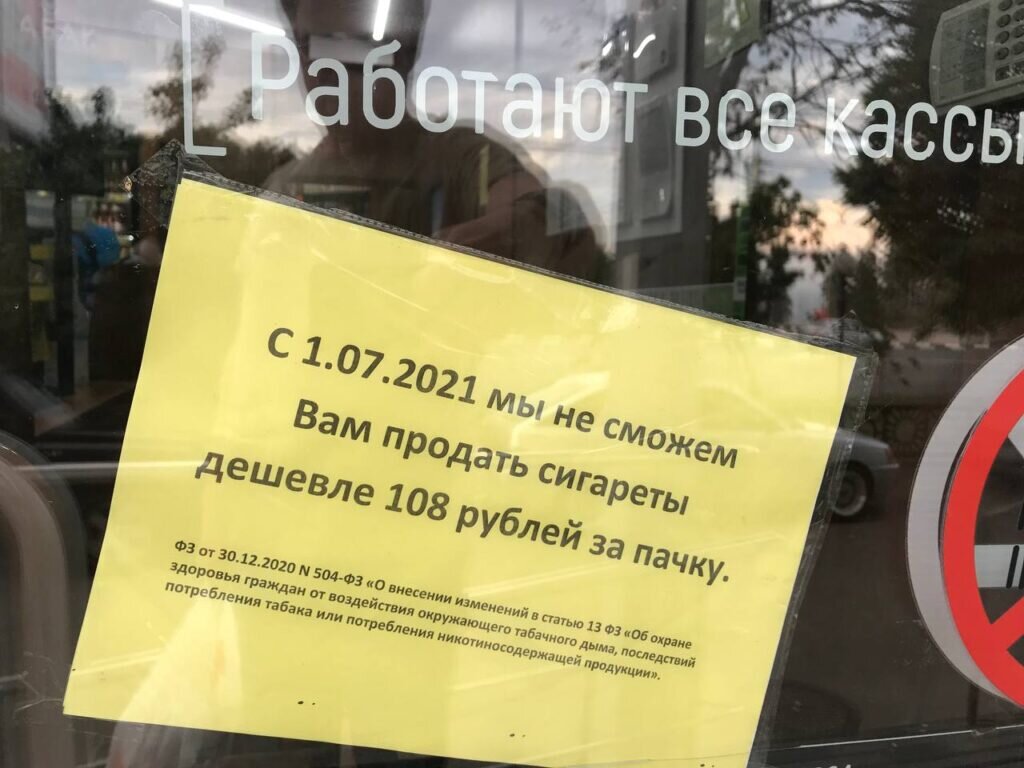 Работают все кассы
С 1.07.2021 мы не сможем
Вам продать сигареты
дешевле 108 рублей за пачку.
ФЗ от 30.12.2020 N 504-ФЗ «О внесении изменений в статью 13 ФЗ «Об охране
здоровья граждан от воздействия окружающего табачного дыма, последствий
потребления табака или потребления никотиносодержащей продукции».